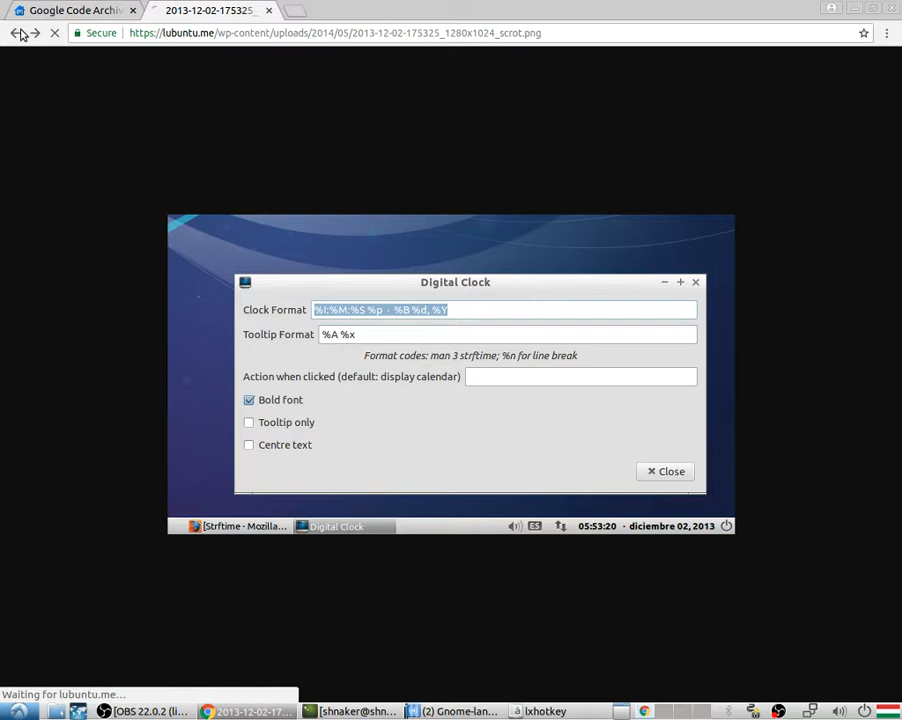 Google Code Archiv
2013-12-02-175325_
Secure
https://lubuntu.me/wp-content/uploads/2014/05/2013-12-02-175325_1280x1024_scrot.png
Digital Clock
Clock Format %I:%M:%S %p · %B %d, %Y
Tooltip Format %A %x
Format codes: man 3 strftime; %n for line break
Action when clicked (default: display calendar)
Bold font
Tooltip only
Centre text
Close
[Strftime - Mozilla...
Digital Clock
ES
05:53:20 · diciembre 02, 2013
Waiting for lubuntu.me...
[OBS 22.0.2 (li...
2013-12-02-17...
[shnaker@shn...
(2) Gnome-lan...
lxhotkey